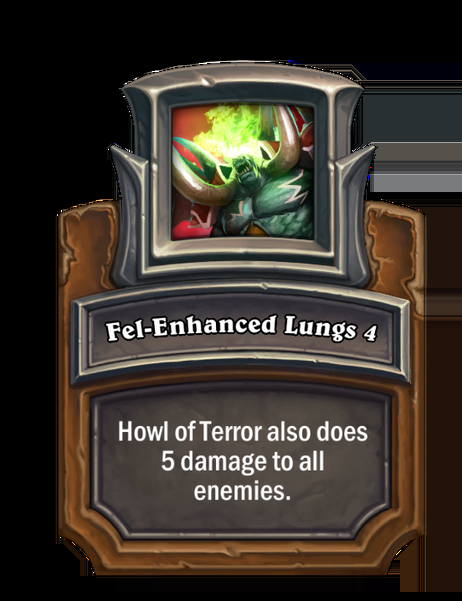 Fel-Enhanced Lungs 4
Howl of Terror also does
5 damage to all
enemies.